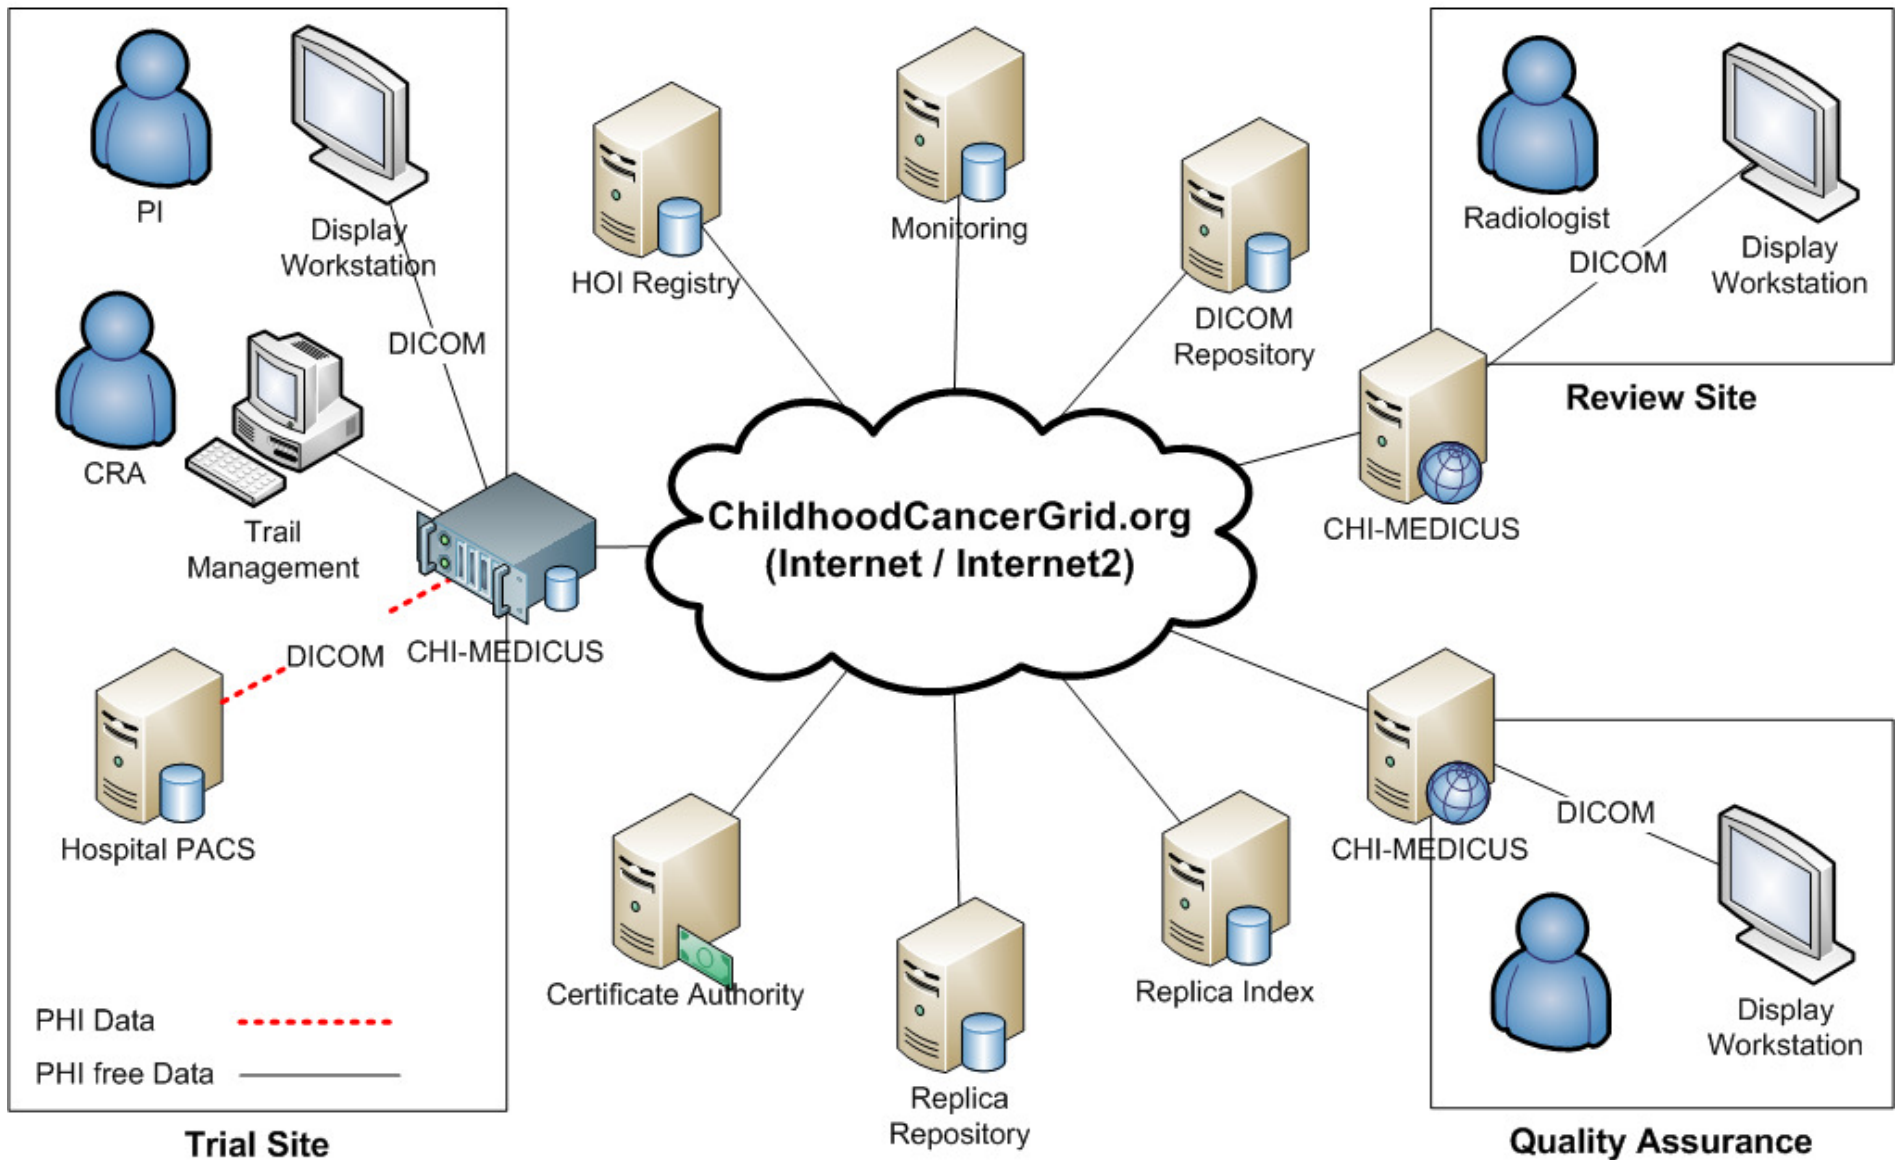 PI
Display
Workstation
DICOM
CRA
Trail
Management
CHI-MEDICUS
DICOM
Hospital PACS
PHI Data
PHI free Data
Trial Site
HOI Registry
Monitoring
DICOM
Repository
ChildhoodCancerGrid.org
(Internet / Internet2)
Certificate Authority
Replica
Repository
Replica Index
Radiologist
DICOM
Display
Workstation
Review Site
CHI-MEDICUS
CHI-MEDICUS
DICOM
Display
Workstation
Quality Assurance